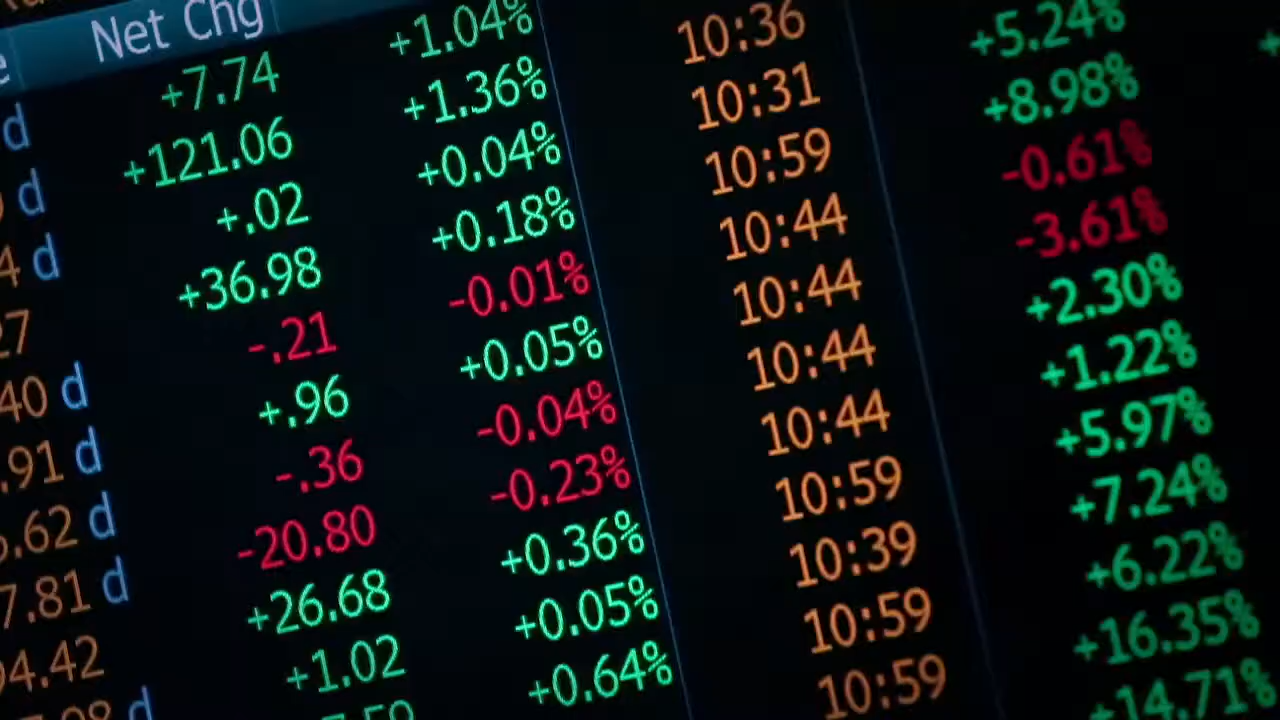 Net Chg
d +7.74 +1.04%
d +121.06 +1.36% 10:36
4 d +.02 +0.04% 10:31 +5.24%
27 +36.98 +0.18% 10:59 +8.98%
40 d -.21 -0.01% 10:44 -0.61%
.91 d +.96 +0.05% 10:44 -3.61%
.62 d -.36 -0.04% 10:44 +2.30%
7.81 d -20.80 -0.23% 10:44 +1.22%
4.42 +26.68 +0.36% 10:59 +5.97%
d +1.02 +0.05% 10:39 +7.24%
+0.64% 10:59 +6.22%
10:59 +16.35%
+14.71%